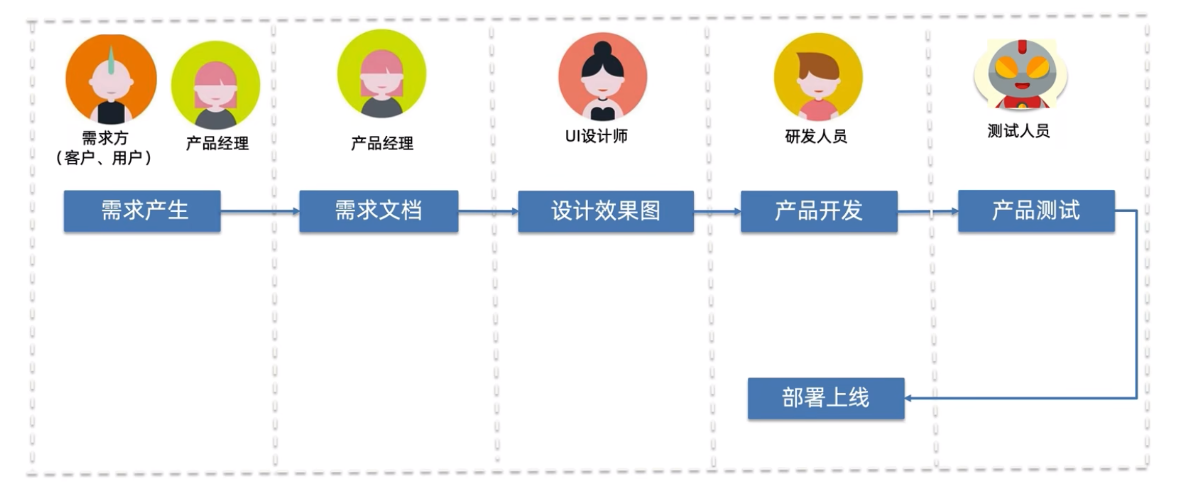 需求方
（客户、用户）
产品经理
产品经理
UI设计师
研发人员
测试人员
需求产生
需求文档
设计效果图
产品开发
产品测试
部署上线